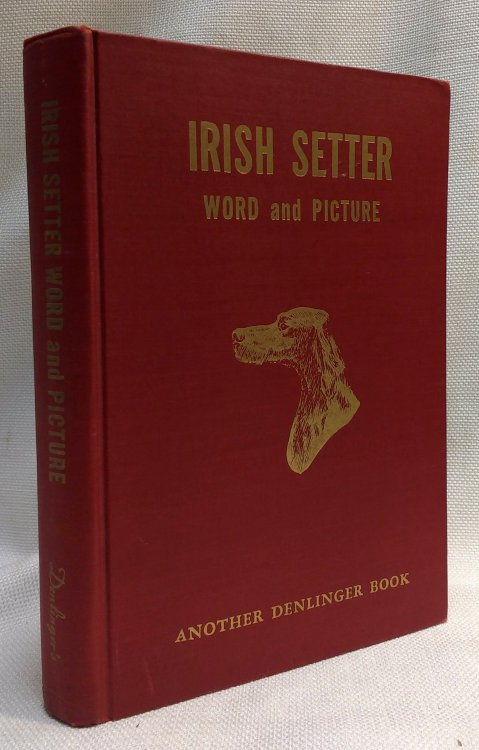 IRISH SETTER
WORD and PICTURE
ANOTHER DENLINGER BOOK
IRISH SETTER WORD and PICTURE
Denlinger's